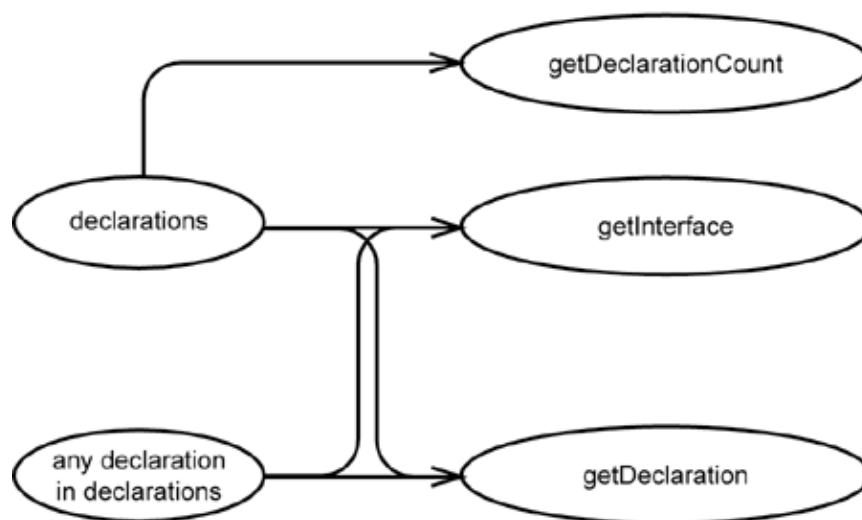 getDeclarationCount
declarations
getInterface
any declaration
in declarations
getDeclaration